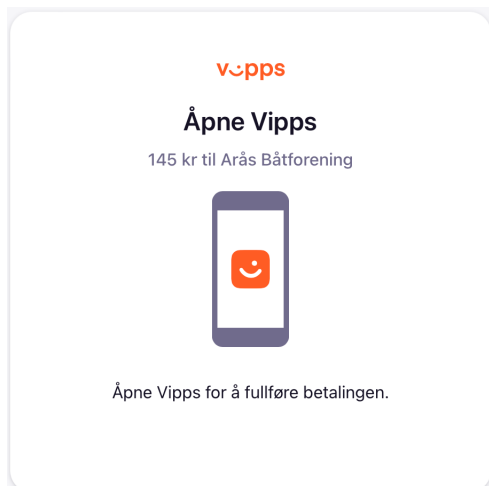 vipps
Åpne Vipps
145 kr til Arås Båtforening
Åpne Vipps for å fullføre betalingen.